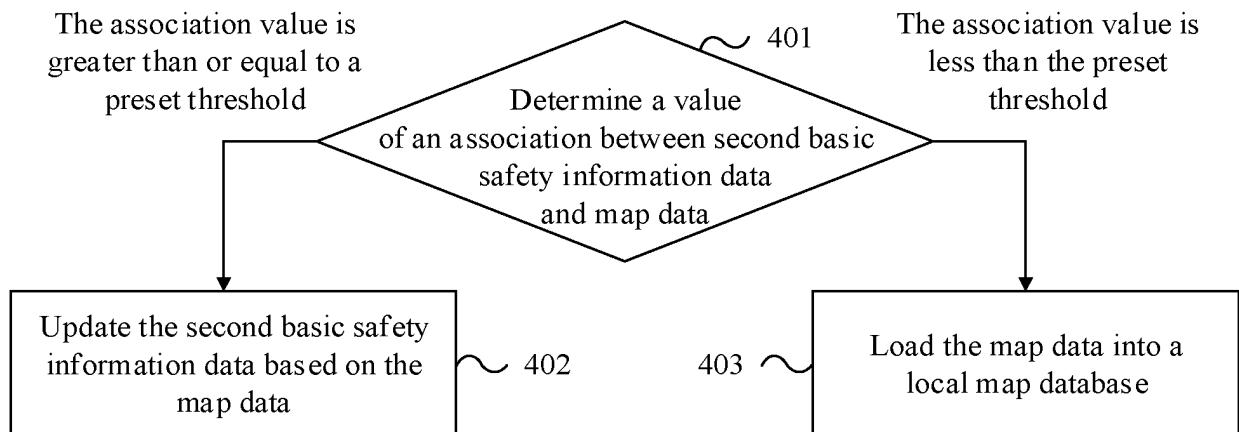 The association value is
greater than or equal to a
preset threshold
401
The association value is
less than the preset
threshold
Determine a value
of an association between second basic
safety information data
and map data
Update the second basic safety
information data based on the
map data
402
403
Load the map data into a
local map database